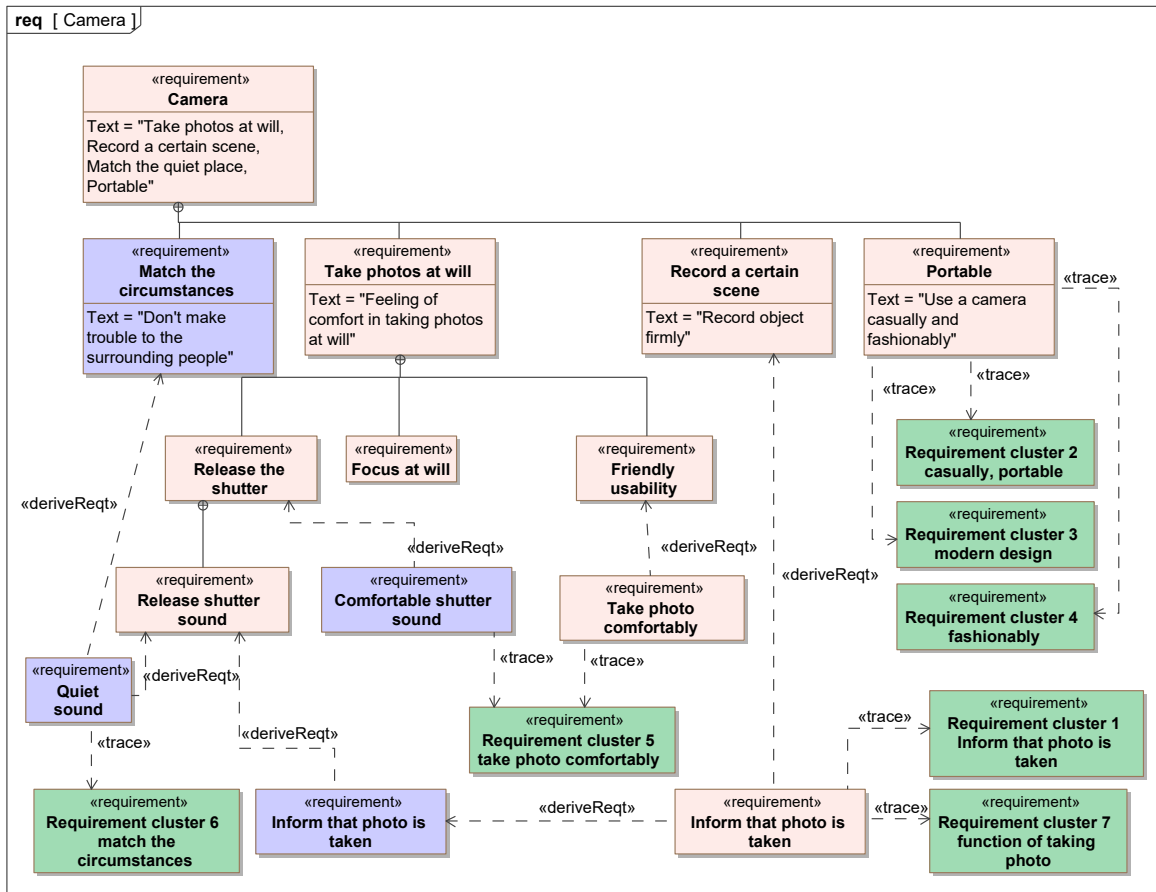 req [ Camera ]
«requirement»
Camera
Text = "Take photos at will,
Record a certain scene,
Match the quiet place,
Portable"
«requirement»
Match the
circumstances
Text = "Don't make
trouble to the
surrounding people"
«requirement»
Take photos at will
Text = "Feeling of
comfort in taking photos
at will"
«requirement»
Record a certain
scene
Text = "Record object
firmly"
«requirement»
Portable
Text = "Use a camera
casually and
fashionably"
«trace»
«trace»
«trace»
«requirement»
Release the
shutter
«requirement»
Focus at will
«requirement»
Friendly
usability
«requirement»
Requirement cluster 2
casually, portable
«deriveReqt»
«requirement»
Requirement cluster 3
modern design
«deriveReqt»
«deriveReqt»
«deriveReqt»
«requirement»
Release shutter
sound
«requirement»
Comfortable shutter
sound
«requirement»
Take photo
comfortably
«requirement»
Requirement cluster 4
fashionably
«requirement»
Quiet
sound
«deriveReqt»
«trace»
«trace»
«deriveReqt»
«trace»
«requirement»
Requirement cluster 5
take photo comfortably
«trace»
«requirement»
Requirement cluster 1
Inform that photo is
taken
«requirement»
Requirement cluster 6
match the
circumstances
«requirement»
Inform that photo is
taken
«deriveReqt»
«requirement»
Inform that photo is
taken
«trace»
«requirement»
Requirement cluster 7
function of taking
photo